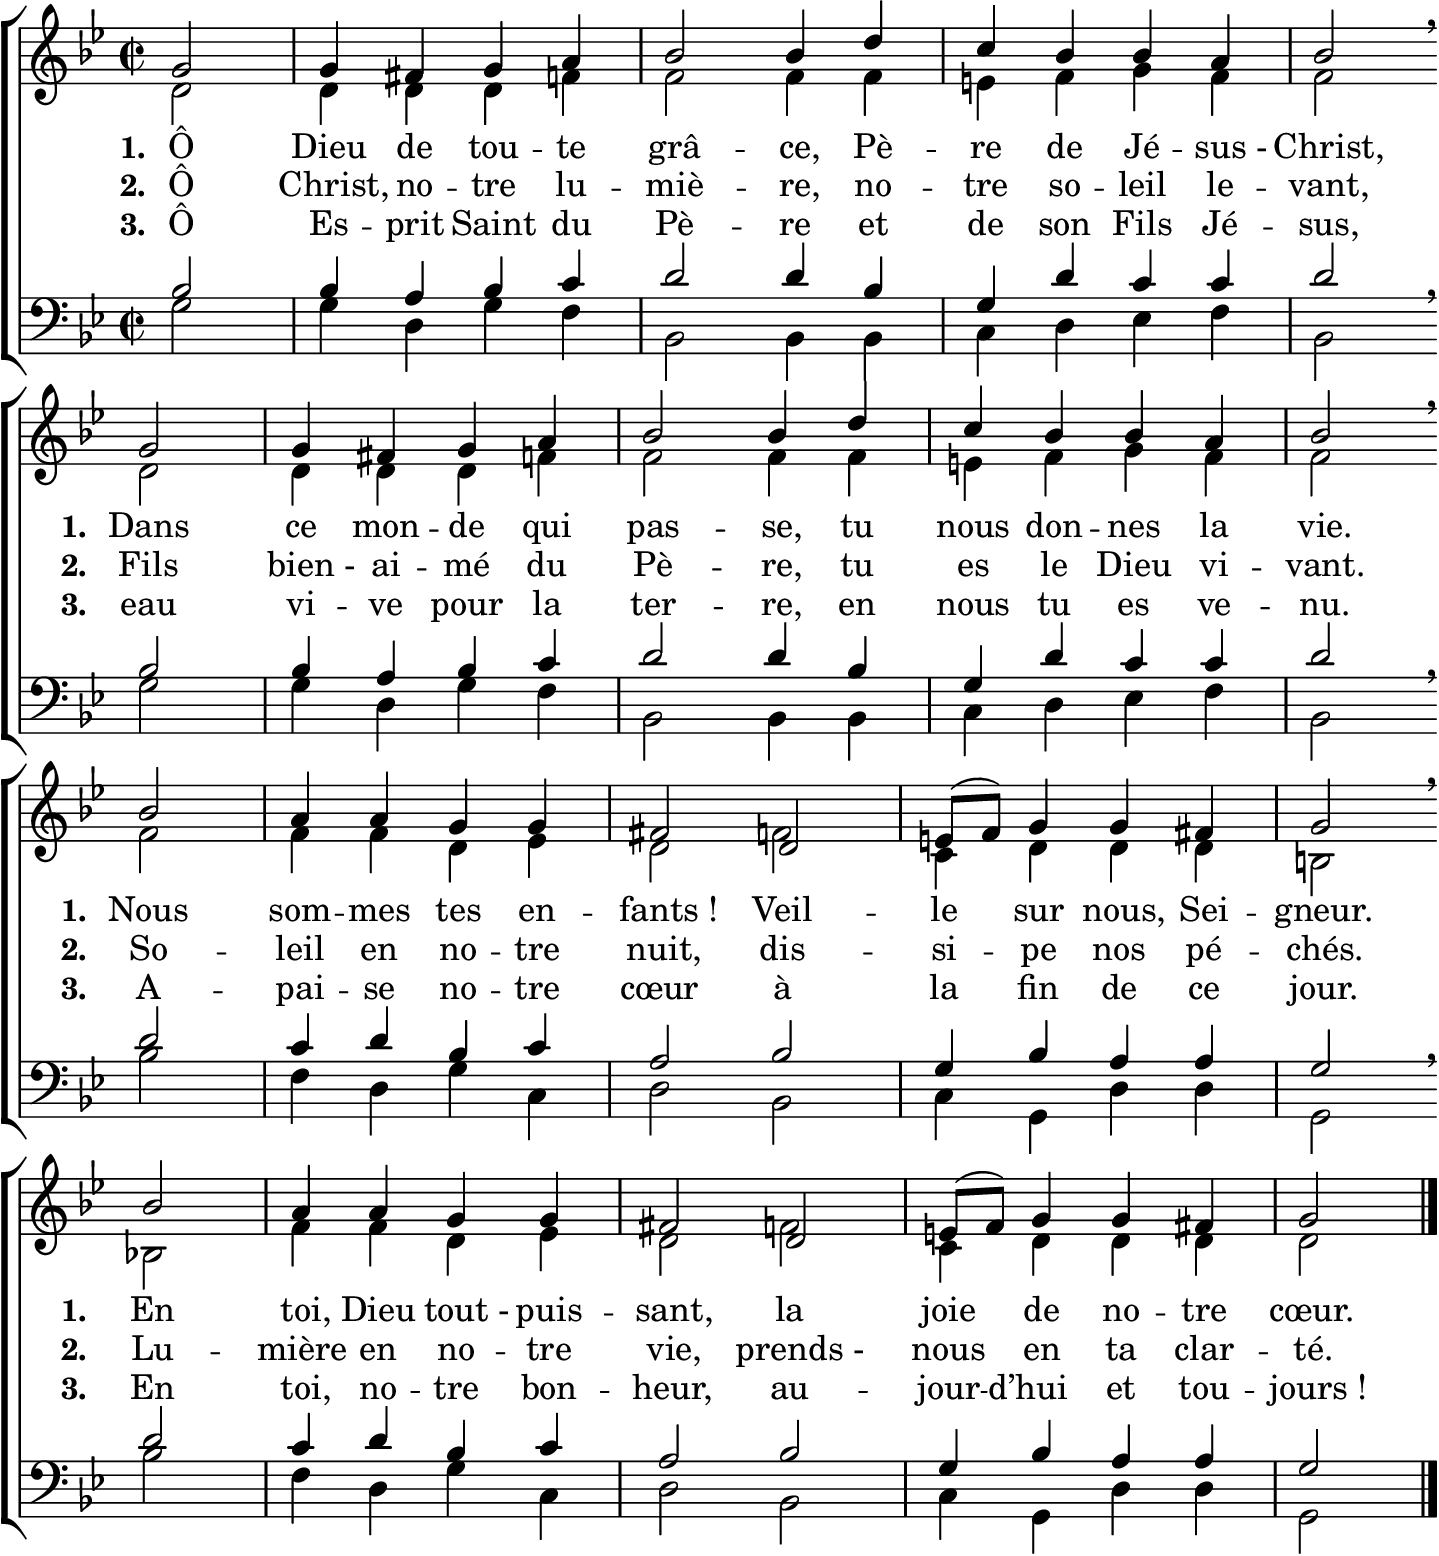 1. Ô Dieu de tou -- te grâ -- ce, Pè -- re de Jé -- sus - Christ,
2. Ô Christ, no -- tre lu -- miè -- re, no -- tre so -- leil le -- vant,
3. Ô Es -- prit Saint du Pè -- re et de son Fils Jé -- sus,
1. Dans ce mon -- de qui pas -- se, tu nous don -- nes la vie.
2. Fils bien - ai -- mé du Pè -- re, tu es le Dieu vi -- vant.
3. eau vi -- ve pour la ter -- re, en nous tu es ve -- nu.
1. Nous som -- mes tes en -- fants ! Veil -- le sur nous, Sei -- gneur.
2. So -- leil en no -- tre nuit, dis -- si -- pe nos pé -- chés.
3. A -- pai -- se no -- tre cœur à la fin de ce jour.
1. En toi, Dieu tout - puis -- sant, la joie de no -- tre cœur.
2. Lu -- mière en no -- tre vie, prends - nous en ta clar -- té.
3. En toi, no -- tre bon -- heur, au -- jour -- d’hui et tou -- jours !